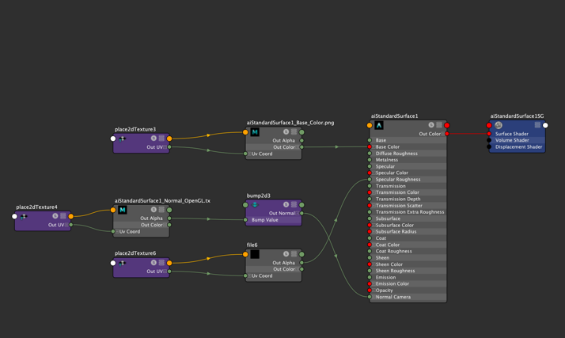 place2dTexture3
Out UV
aiStandardSurface1_Base_Color.png
Out Alpha
Out Color
Uv Coord
aiStandardSurface1
Out Color
Base
Base Color
Diffuse Roughness
Metalness
Specular
Specular Color
Specular Roughness
Transmission
Transmission Color
Transmission Depth
Transmission Scatter
Transmission Extra Roughness
Subsurface
Subsurface Color
Subsurface Radius
Coat
Coat Color
Coat Roughness
Sheen
Sheen Color
Sheen Roughness
Emission
Emission Color
Opacity
Normal Camera
aiStandardSurface1SG
Surface Shader
Volume Shader
Displacement Shader
place2dTexture4
Out UV
aiStandardSurface1_Normal_OpenGL.tx
Out Alpha
Out Color
Uv Coord
bump2d3
Out Normal
Bump Value
place2dTexture6
Out UV
file6
Out Alpha
Out Color
Uv Coord